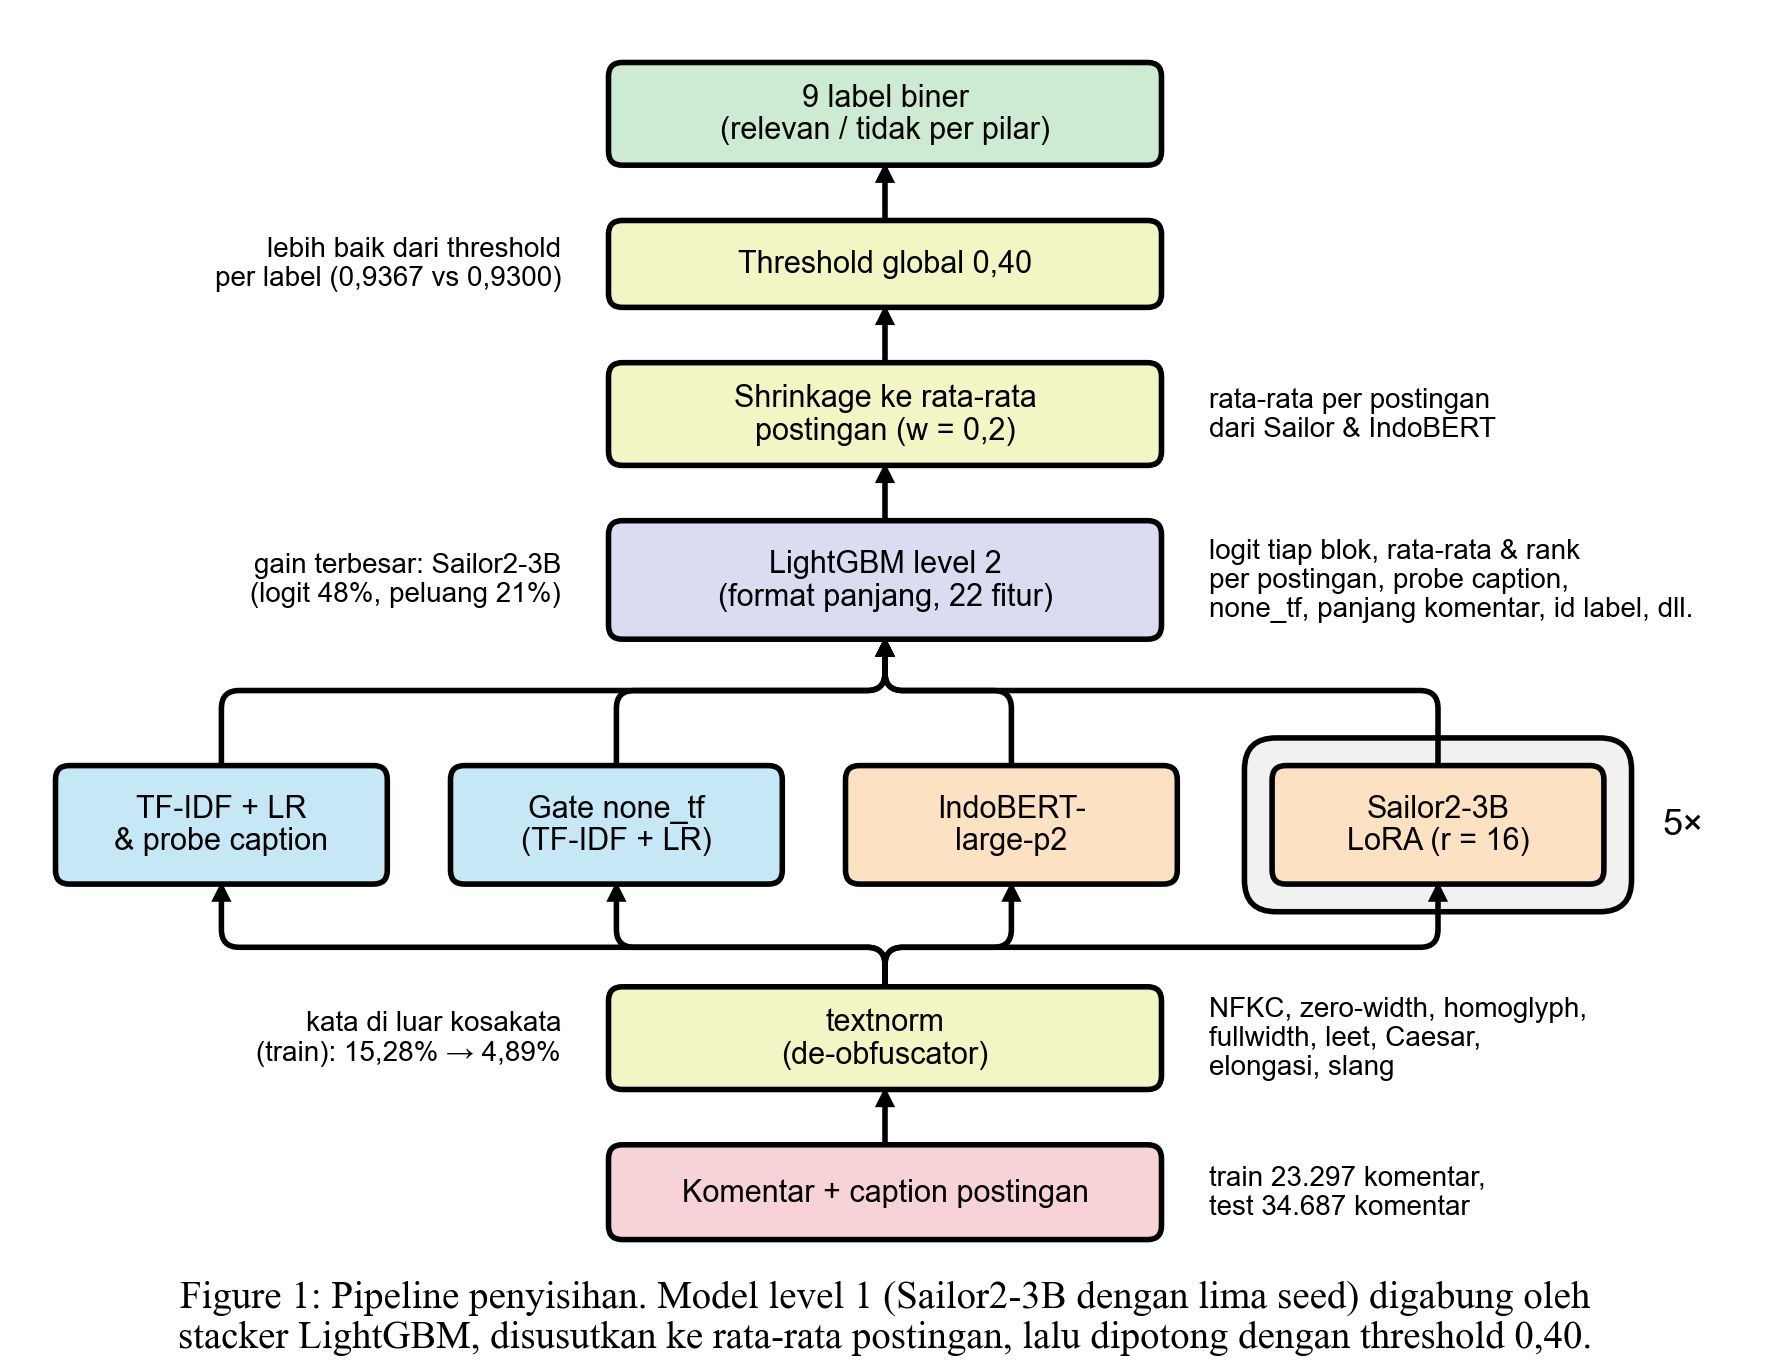 9 label biner
(relevan / tidak per pilar)
lebih baik dari threshold
per label (0,9367 vs 0,9300)
Threshold global 0,40
Shrinkage ke rata-rata
postingan (w = 0,2)
rata-rata per postingan
dari Sailor & IndoBERT
gain terbesar: Sailor2-3B
(logit 48%, peluang 21%)
LightGBM level 2
(format panjang, 22 fitur)
logit tiap blok, rata-rata & rank
per postingan, probe caption,
none_tf, panjang komentar, id label, dll.
TF-IDF + LR
& probe caption
Gate none_tf
(TF-IDF + LR)
IndoBERT-
large-p2
Sailor2-3B
LoRA (r = 16)
5×
kata di luar kosakata
(train): 15,28% → 4,89%
textnorm
(de-obfuscator)
NFKC, zero-width, homoglyph,
fullwidth, leet, Caesar,
elongasi, slang
Komentar + caption postingan
train 23.297 komentar,
test 34.687 komentar
Figure 1: Pipeline penyisihan. Model level 1 (Sailor2-3B dengan lima seed) digabung oleh
stacker LightGBM, disusutkan ke rata-rata postingan, lalu dipotong dengan threshold 0,40.